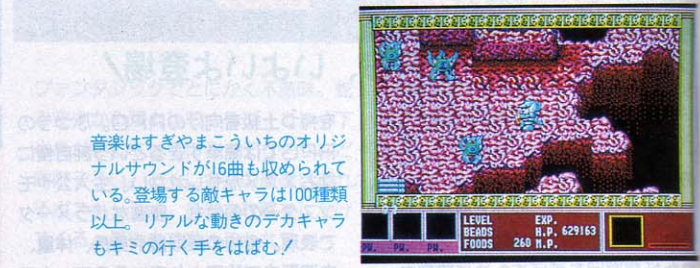 音楽はすぎやまこういちのオリジ
ナルサウンドが16曲も収められて
いる。登場する敵キャラは100種類
以上。リアルな動きのデカキャラ
もキミの行く手をはばむ!
LEVEL EXP.
BEADS H.P. 629163
FOODS 260 M.P.
PW. PW. PW.